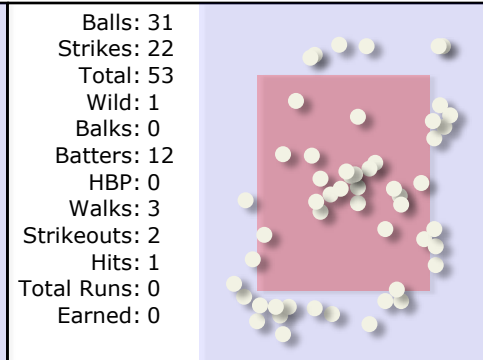 Balls: 31
Strikes: 22
Total: 53
Wild: 1
Balks: 0
Batters: 12
HBP: 0
Walks: 3
Strikeouts: 2
Hits: 1
Total Runs: 0
Earned: 0